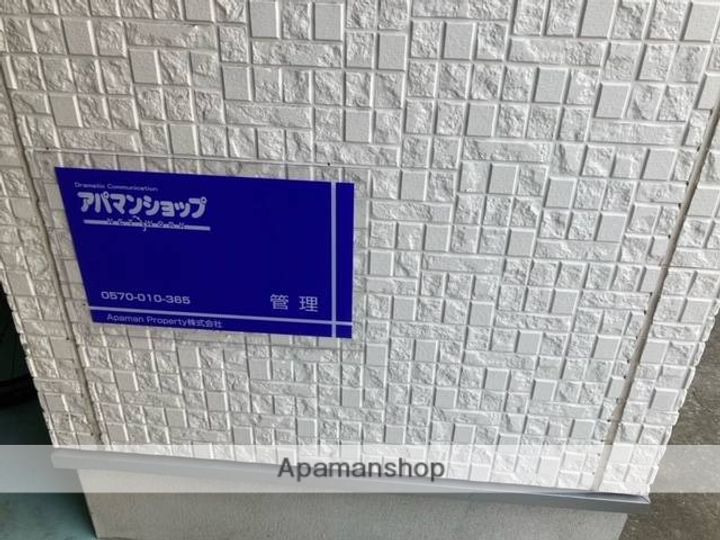 Dramatic Communication
アパマンショップ
0570-010-365
管理
Apaman Property株式会社
Apamanshop